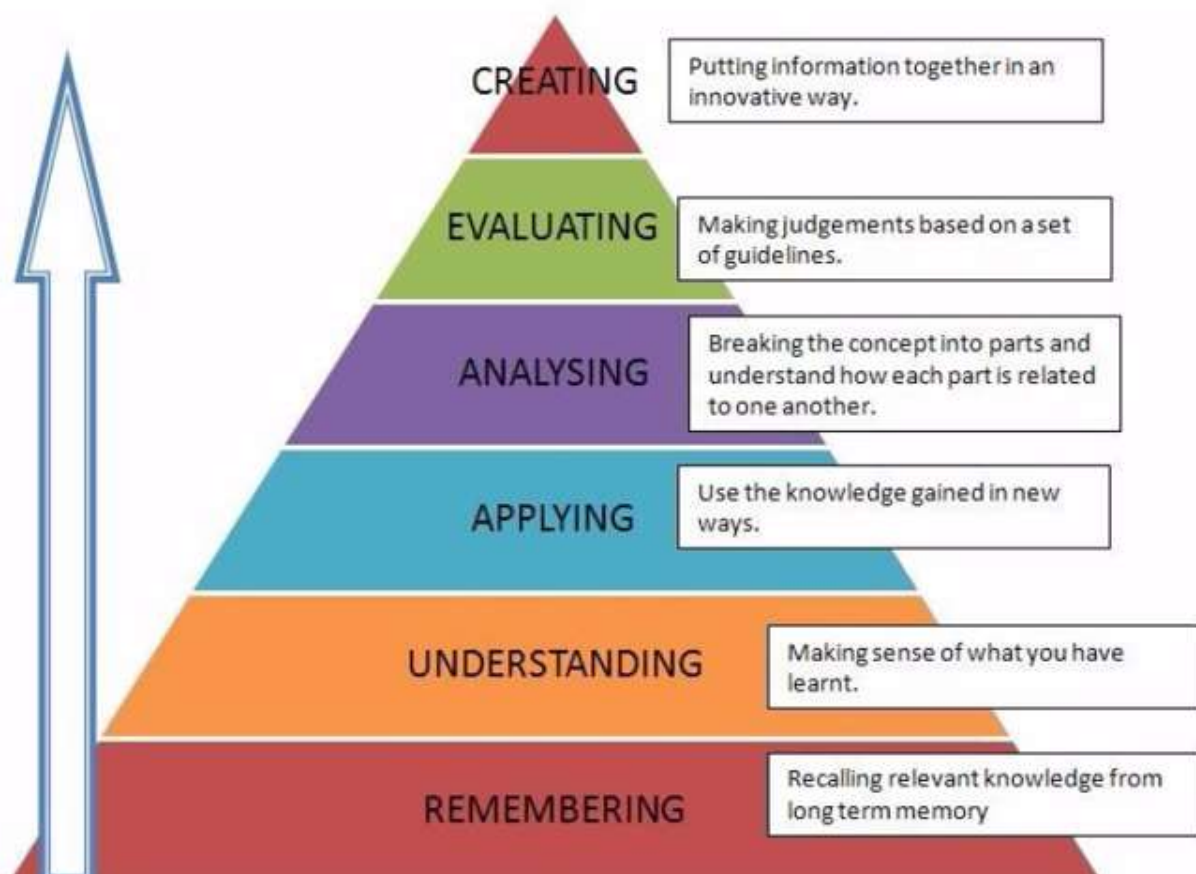 CREATING
Putting information together in an
innovative way.
EVALUATING
Making judgements based on a set
of guidelines.
ANALYSING
Breaking the concept into parts and
understand how each part is related
to one another.
APPLYING
Use the knowledge gained in new
ways.
UNDERSTANDING
Making sense of what you have
learnt.
REMEMBERING
Recalling relevant knowledge from
long term memory